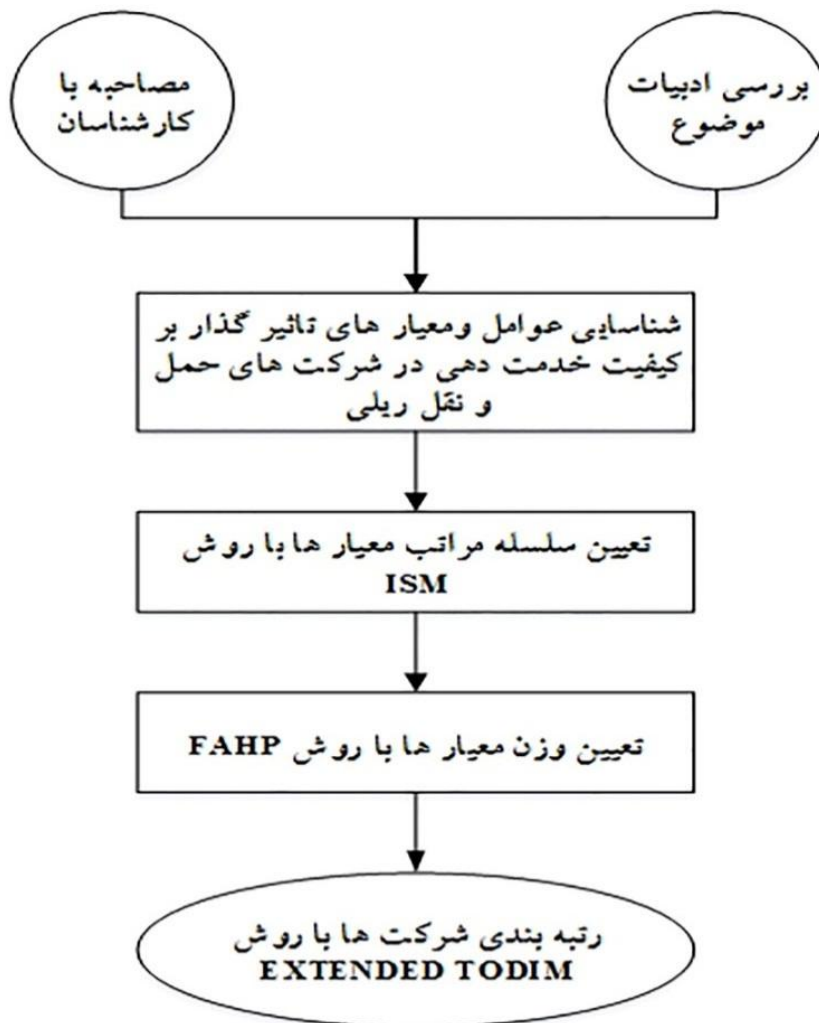 بررسی ادبیات
موضوع
مصاحبه با
کارشناسان
شناسایی عوامل ومعیار های تاثیر گذار بر
کیفیت خدمت دهی در شرکت های حمل
و نقل ریلی
تعیین سلسله مراتب معیار ها با روش
ISM
تعیین وزن معیار ها با روش FAHP
رتبه بندی شرکت ها با روش
EXTENDED TODIM